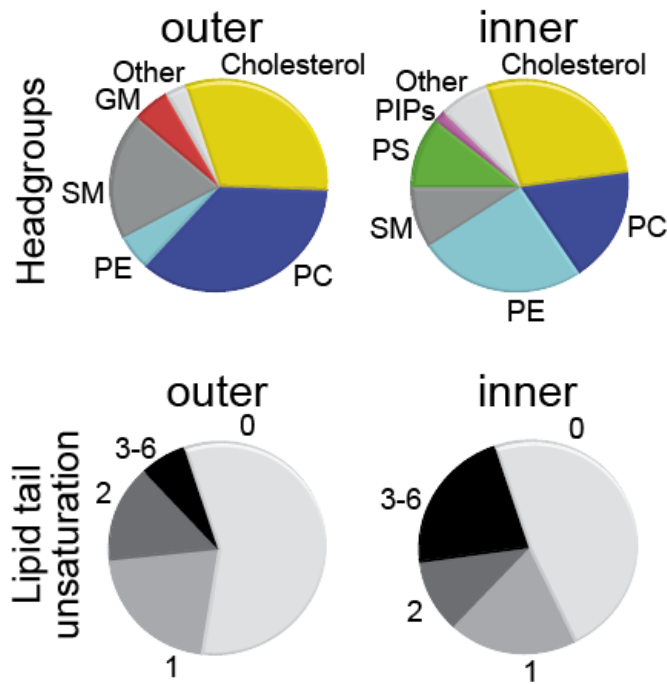 outer
inner
Headgroups
Other
Cholesterol
GM
SM
PE
PC
Other
Cholesterol
PIPs
PS
SM
PC
PE
outer
inner
Lipid tail
unsaturation
0
3-6
2
1
0
3-6
2
1